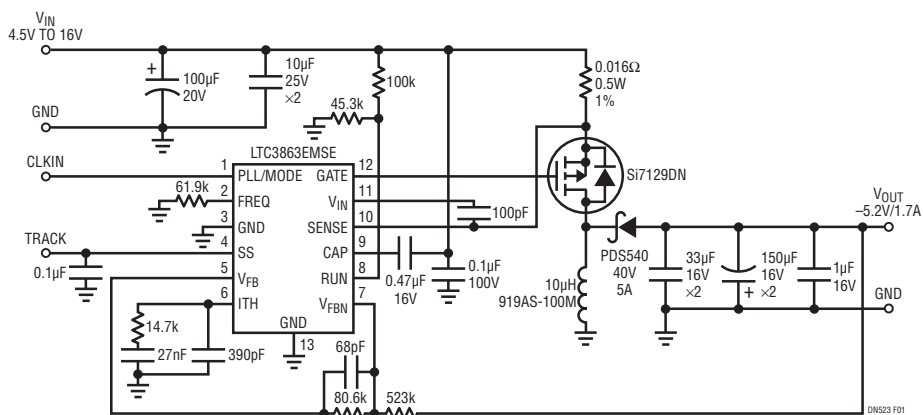 VIN
4.5V TO 16V
100µF
20V
+
10µF
25V
×2
100k
45.3k
0.016Ω
0.5W
1%
GND
LTC3863EMSE
CLKIN
1
PLL/MODE
GATE
12
Si7129DN
61.9k
2
FREQ
VIN
11
100pF
3
GND
SENSE
10
TRACK
4
SS
CAP
9
0.1µF
5
VFB
RUN
8
0.47µF
16V
0.1µF
100V
6
ITH
VFBN
7
GND
13
14.7k
27nF
390pF
68pF
80.6k
523k
10µH
919AS-100M
PDS540
40V
5A
33µF
16V
×2
150µF
16V
+
×2
1µF
16V
VOUT
–5.2V/1.7A
GND
DN523 F01